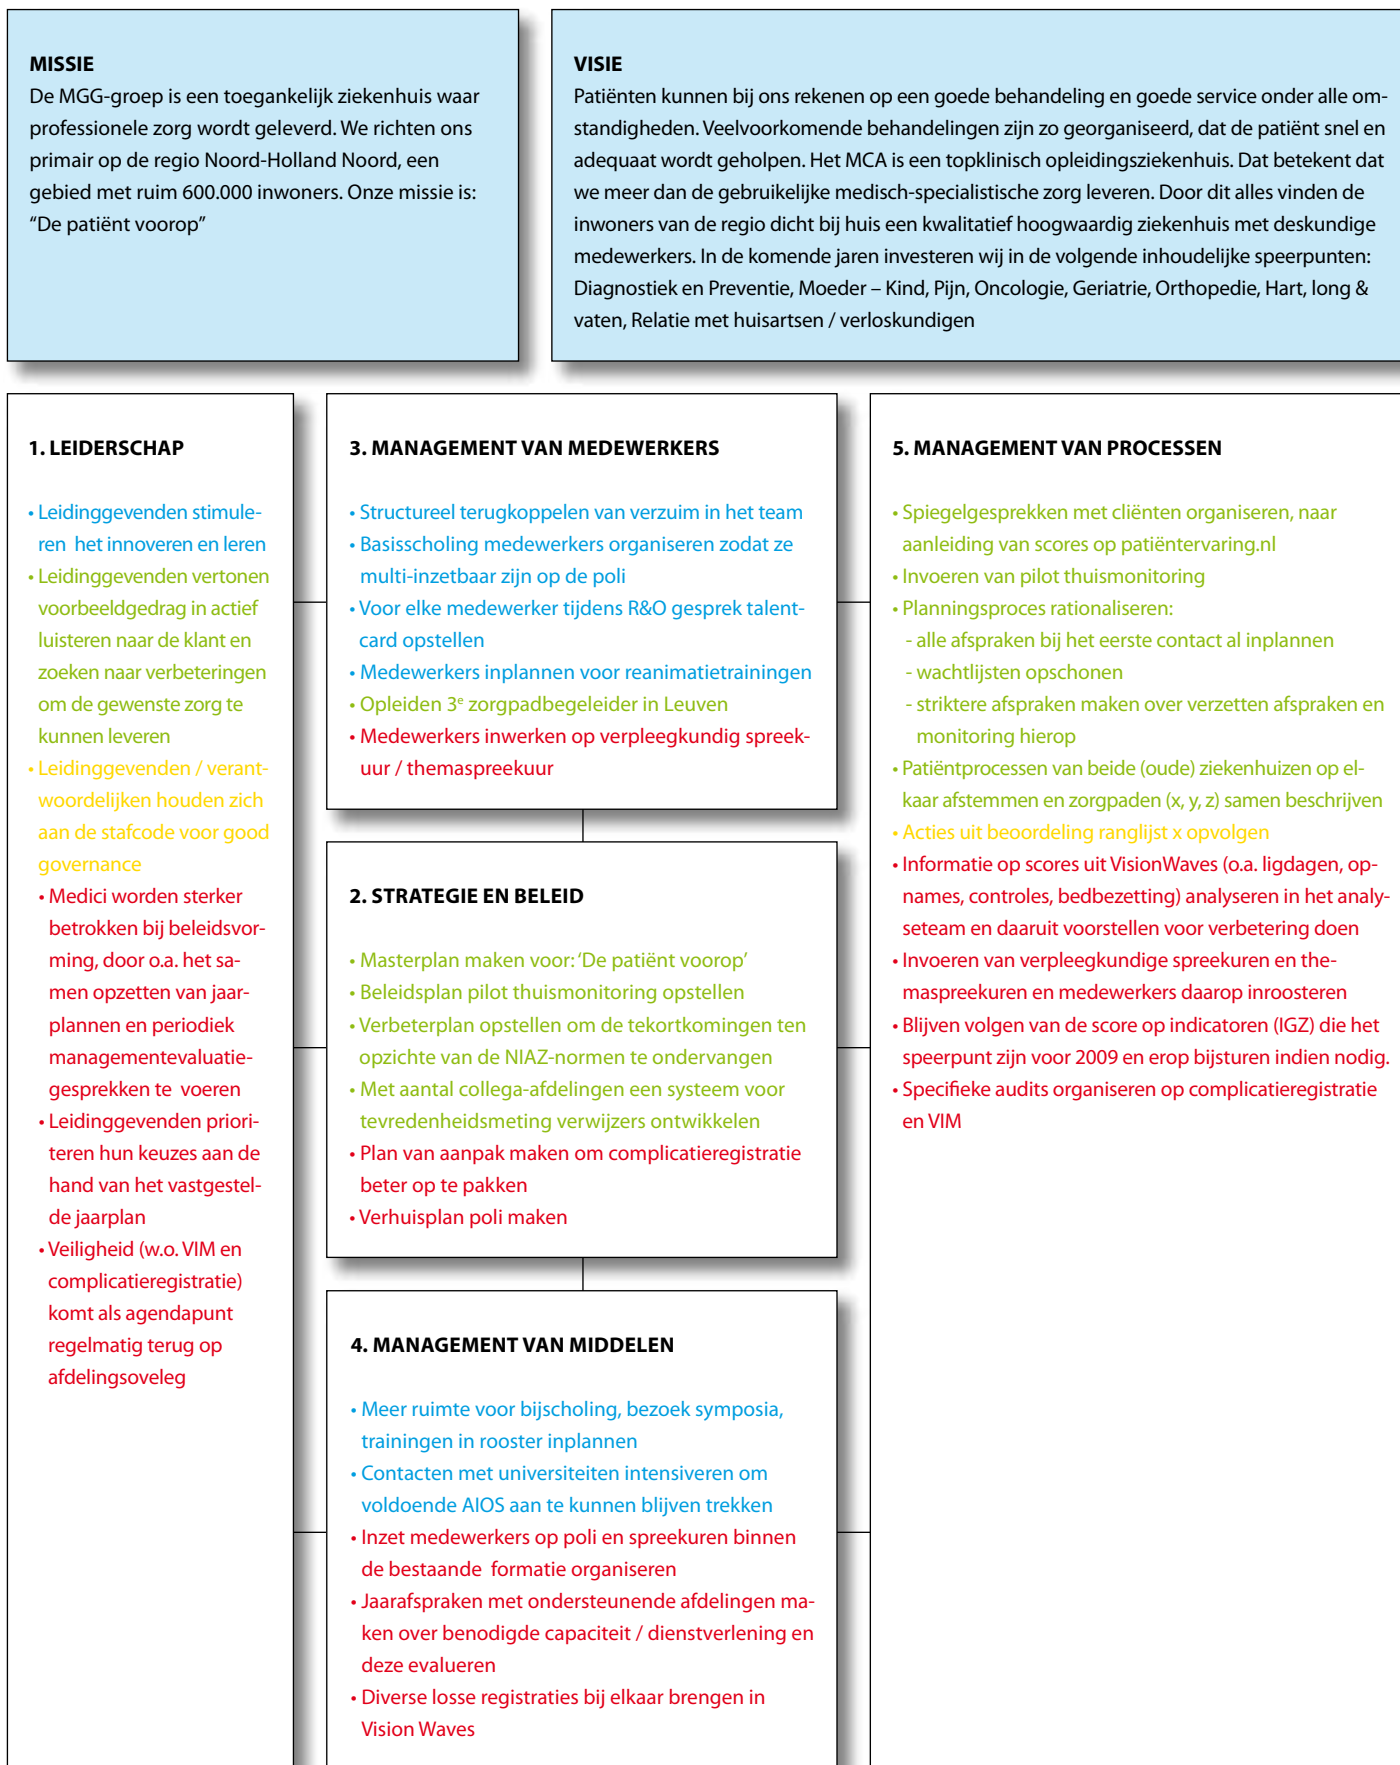 MISSIE
De MGG-groep is een toegankelijk ziekenhuis waar
professionele zorg wordt geleverd. We richten ons
primair op de regio Noord-Holland Noord, een
gebied met ruim 600.000 inwoners. Onze missie is:
“De patiënt voorop”
VISIE
Patiënten kunnen bij ons rekenen op een goede behandeling en goede service onder alle om-
standigheden. Veelvoorkomende behandelingen zijn zo georganiseerd, dat de patiënt snel en
adequaat wordt geholpen. Het MCA is een topklinisch opleidingsziekenhuis. Dat betekent dat
we meer dan de gebruikelijke medisch-specialistische zorg leveren. Door dit alles vinden de
inwoners van de regio dicht bij huis een kwalitatief hoogwaardig ziekenhuis met deskundige
medewerkers. In de komende jaren investeren wij in de volgende inhoudelijke speerpunten:
Diagnostiek en Preventie, Moeder – Kind, Pijn, Oncologie, Geriatrie, Orthopedie, Hart, long &
vaten, Relatie met huisartsen / verloskundigen
1. LEIDERSCHAP
• Leidinggevenden stimule-
ren het innoveren en leren
• Leidinggevenden vertonen
voorbeeldgedrag in actief
luisteren naar de klant en
zoeken naar verbeteringen
om de gewenste zorg te
kunnen leveren
• Leidinggevenden / verant-
woordelijken houden zich
aan de stafcode voor good
governance
• Medici worden sterker
betrokken bij beleidsvor-
ming, door o.a. het sa-
men opzetten van jaar-
plannen en periodiek
managementevaluatie-
gesprekken te voeren
• Leidinggevenden priori-
teren hun keuzes aan de
hand van het vastgestel-
de jaarplan
• Veiligheid (w.o. VIM en
complicatieregistratie)
komt als agendapunt
regelmatig terug op
afdelingsoveleg
3. MANAGEMENT VAN MEDEWERKERS
• Structureel terugkoppelen van verzuim in het team
• Basisscholing medewerkers organiseren zodat ze
multi-inzetbaar zijn op de poli
• Voor elke medewerker tijdens R&O gesprek talent-
card opstellen
• Medewerkers inplannen voor reanimatietrainingen
• Opleiden 3e zorgpadbegeleider in Leuven
• Medewerkers inwerken op verpleegkundig spreek-
uur / themaspreekuur
2. STRATEGIE EN BELEID
• Masterplan maken voor: ‘De patiënt voorop’
• Beleidsplan pilot thuismonitoring opstellen
• Verbeterplan opstellen om de tekortkomingen ten
opzichte van de NIAZ-normen te ondervangen
• Met aantal collega-afdelingen een systeem voor
tevredenheidsmeting verwijzers ontwikkelen
• Plan van aanpak maken om complicatieregistratie
beter op te pakken
• Verhuisplan poli maken
4. MANAGEMENT VAN MIDDELEN
• Meer ruimte voor bijscholing, bezoek symposia,
trainingen in rooster inplannen
• Contacten met universiteiten intensiveren om
voldoende AIOS aan te kunnen blijven trekken
• Inzet medewerkers op poli en spreekuren binnen
de bestaande formatie organiseren
• Jaarafspraken met ondersteunende afdelingen ma-
ken over benodigde capaciteit / dienstverlening en
deze evalueren
• Diverse losse registraties bij elkaar brengen in
Vision Waves
5. MANAGEMENT VAN PROCESSEN
• Spiegelgesprekken met cliënten organiseren, naar
aanleiding van scores op patiëntervaring.nl
• Invoeren van pilot thuismonitoring
• Planningsproces rationaliseren:
- alle afspraken bij het eerste contact al inplannen
- wachtlijsten opschonen
- striktere afspraken maken over verzetten afspraken en
monitoring hierop
• Patiëntprocessen van beide (oude) ziekenhuizen op el-
kaar afstemmen en zorgpaden (x, y, z) samen beschrijven
• Acties uit beoordeling ranglijst x opvolgen
• Informatie op scores uit VisionWaves (o.a. ligdagen, op-
names, controles, bedbezetting) analyseren in het analy-
seteam en daaruit voorstellen voor verbetering doen
• Invoeren van verpleegkundige spreekuren en the-
maspreekuren en medewerkers daarop inroosteren
• Blijven volgen van de score op indicatoren (IGZ) die het
speerpunt zijn voor 2009 en erop bijsturen indien nodig.
• Specifieke audits organiseren op complicatieregistratie
en VIM